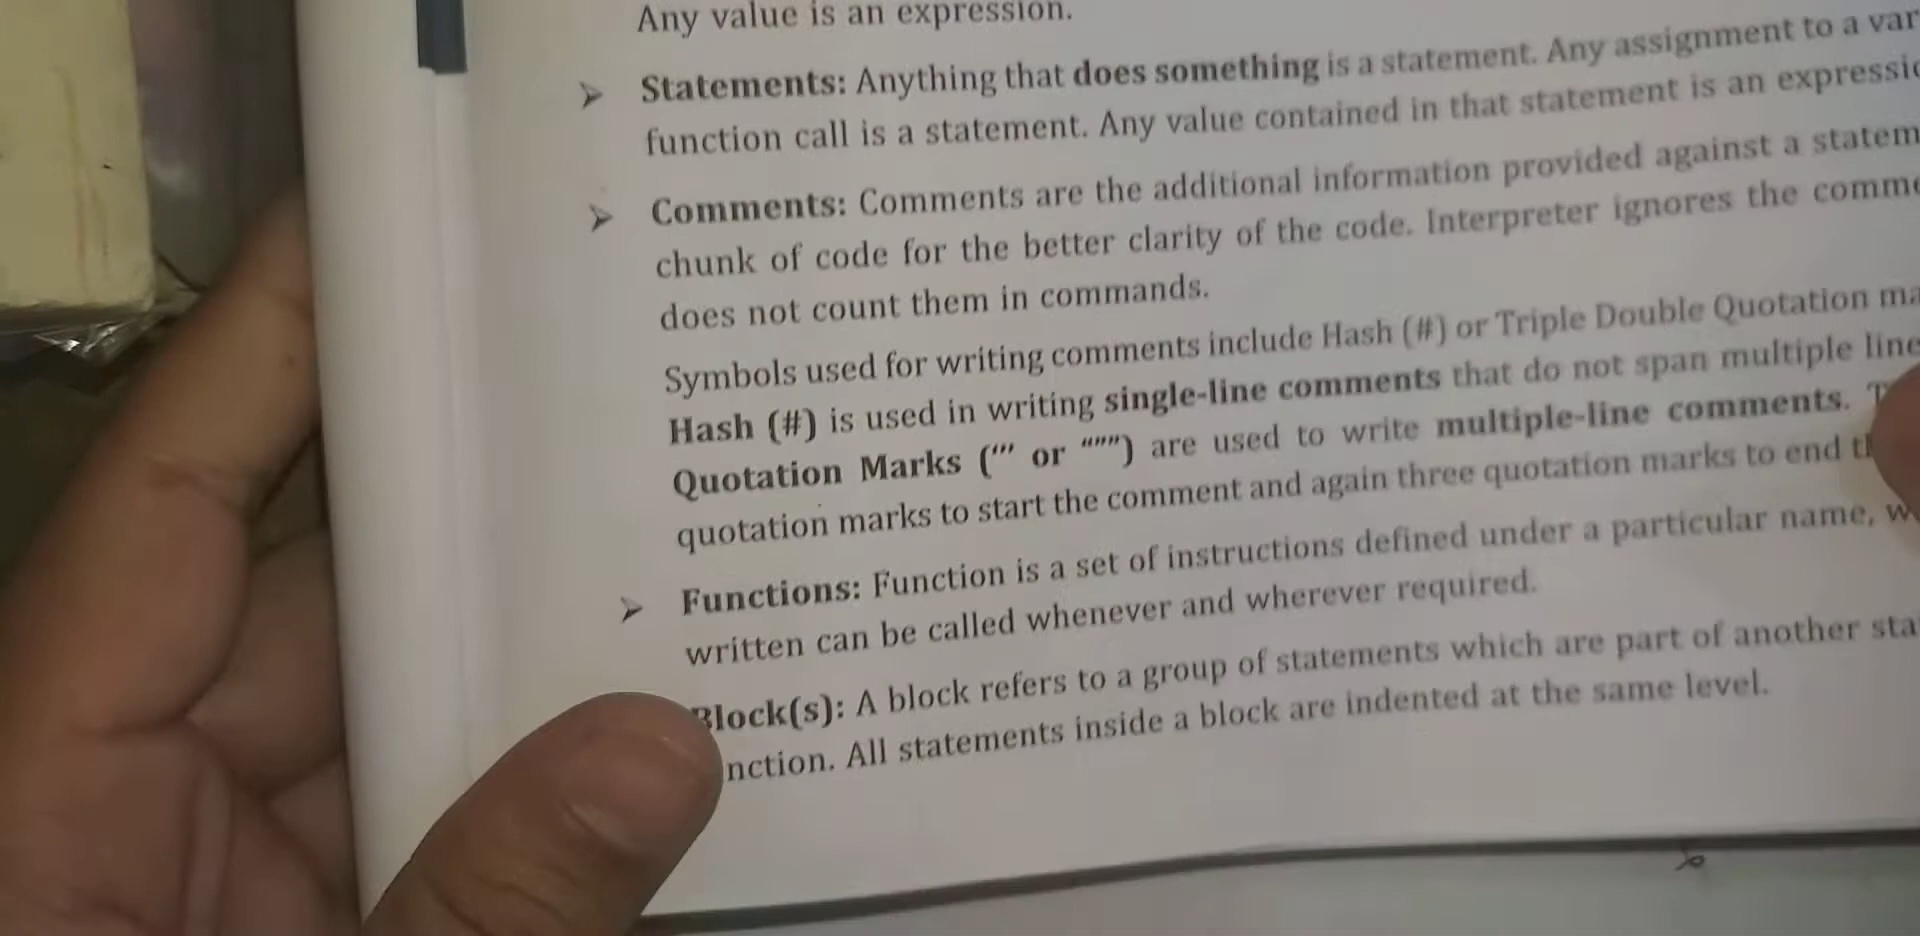 Any value is an expression.
➤ Statements: Anything that does something is a statement. Any assignment to a
function call is a statement. Any value contained in that statement is an
➤ Comments: Comments are the additional information provided against a
chunk of code for the better clarity of the code. Interpreter ignores the
does not count them in commands.
Symbols used for writing comments include Hash (#) or Triple Double Quotation
Hash (#) is used in writing single-line comments that do not span multiple
Quotation Marks (''' or """) are used to write multiple-line comments.
quotation marks to start the comment and again three quotation marks to end
➤ Functions: Function is a set of instructions defined under a particular name,
written can be called whenever and wherever required.
Block(s): A block refers to a group of statements which are part of another
nction. All statements inside a block are indented at the same level.